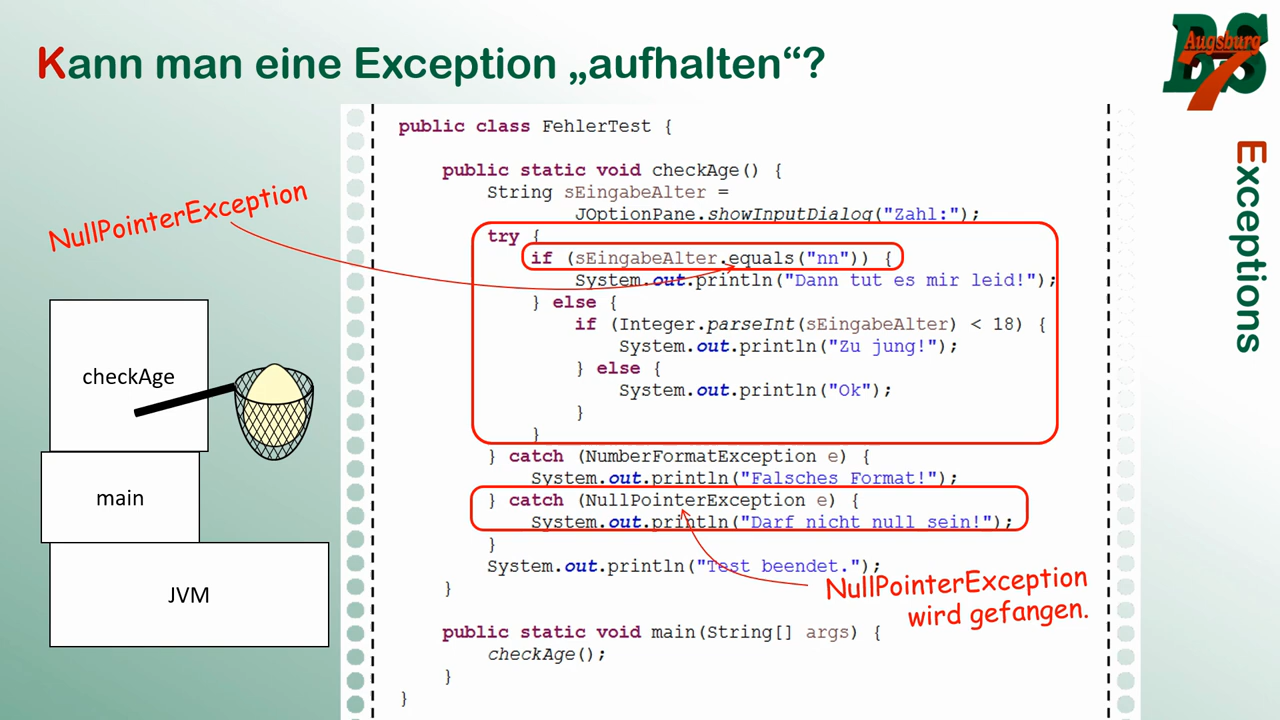 Kann man eine Exception „aufhalten“?
BS
Augsburg
7
Exceptions
NullPointerException
checkAge
main
JVM
public class FehlerTest {
public static void checkAge() {
String sEingabeAlter =
JOptionPane.showInputDialog("Zahl:");
try {
if (sEingabeAlter.equals("nn")) {
System.out.println("Dann tut es mir leid!");
} else {
if (Integer.parseInt(sEingabeAlter) < 18) {
System.out.println("Zu jung!");
} else {
System.out.println("Ok");
}
}
} catch (NumberFormatException e) {
System.out.println("Falsches Format!");
} catch (NullPointerException e) {
System.out.println("Darf nicht null sein!");
}
System.out.println("Test beendet.");
}
NullPointerException
wird gefangen.
public static void main(String[] args) {
checkAge();
}
}